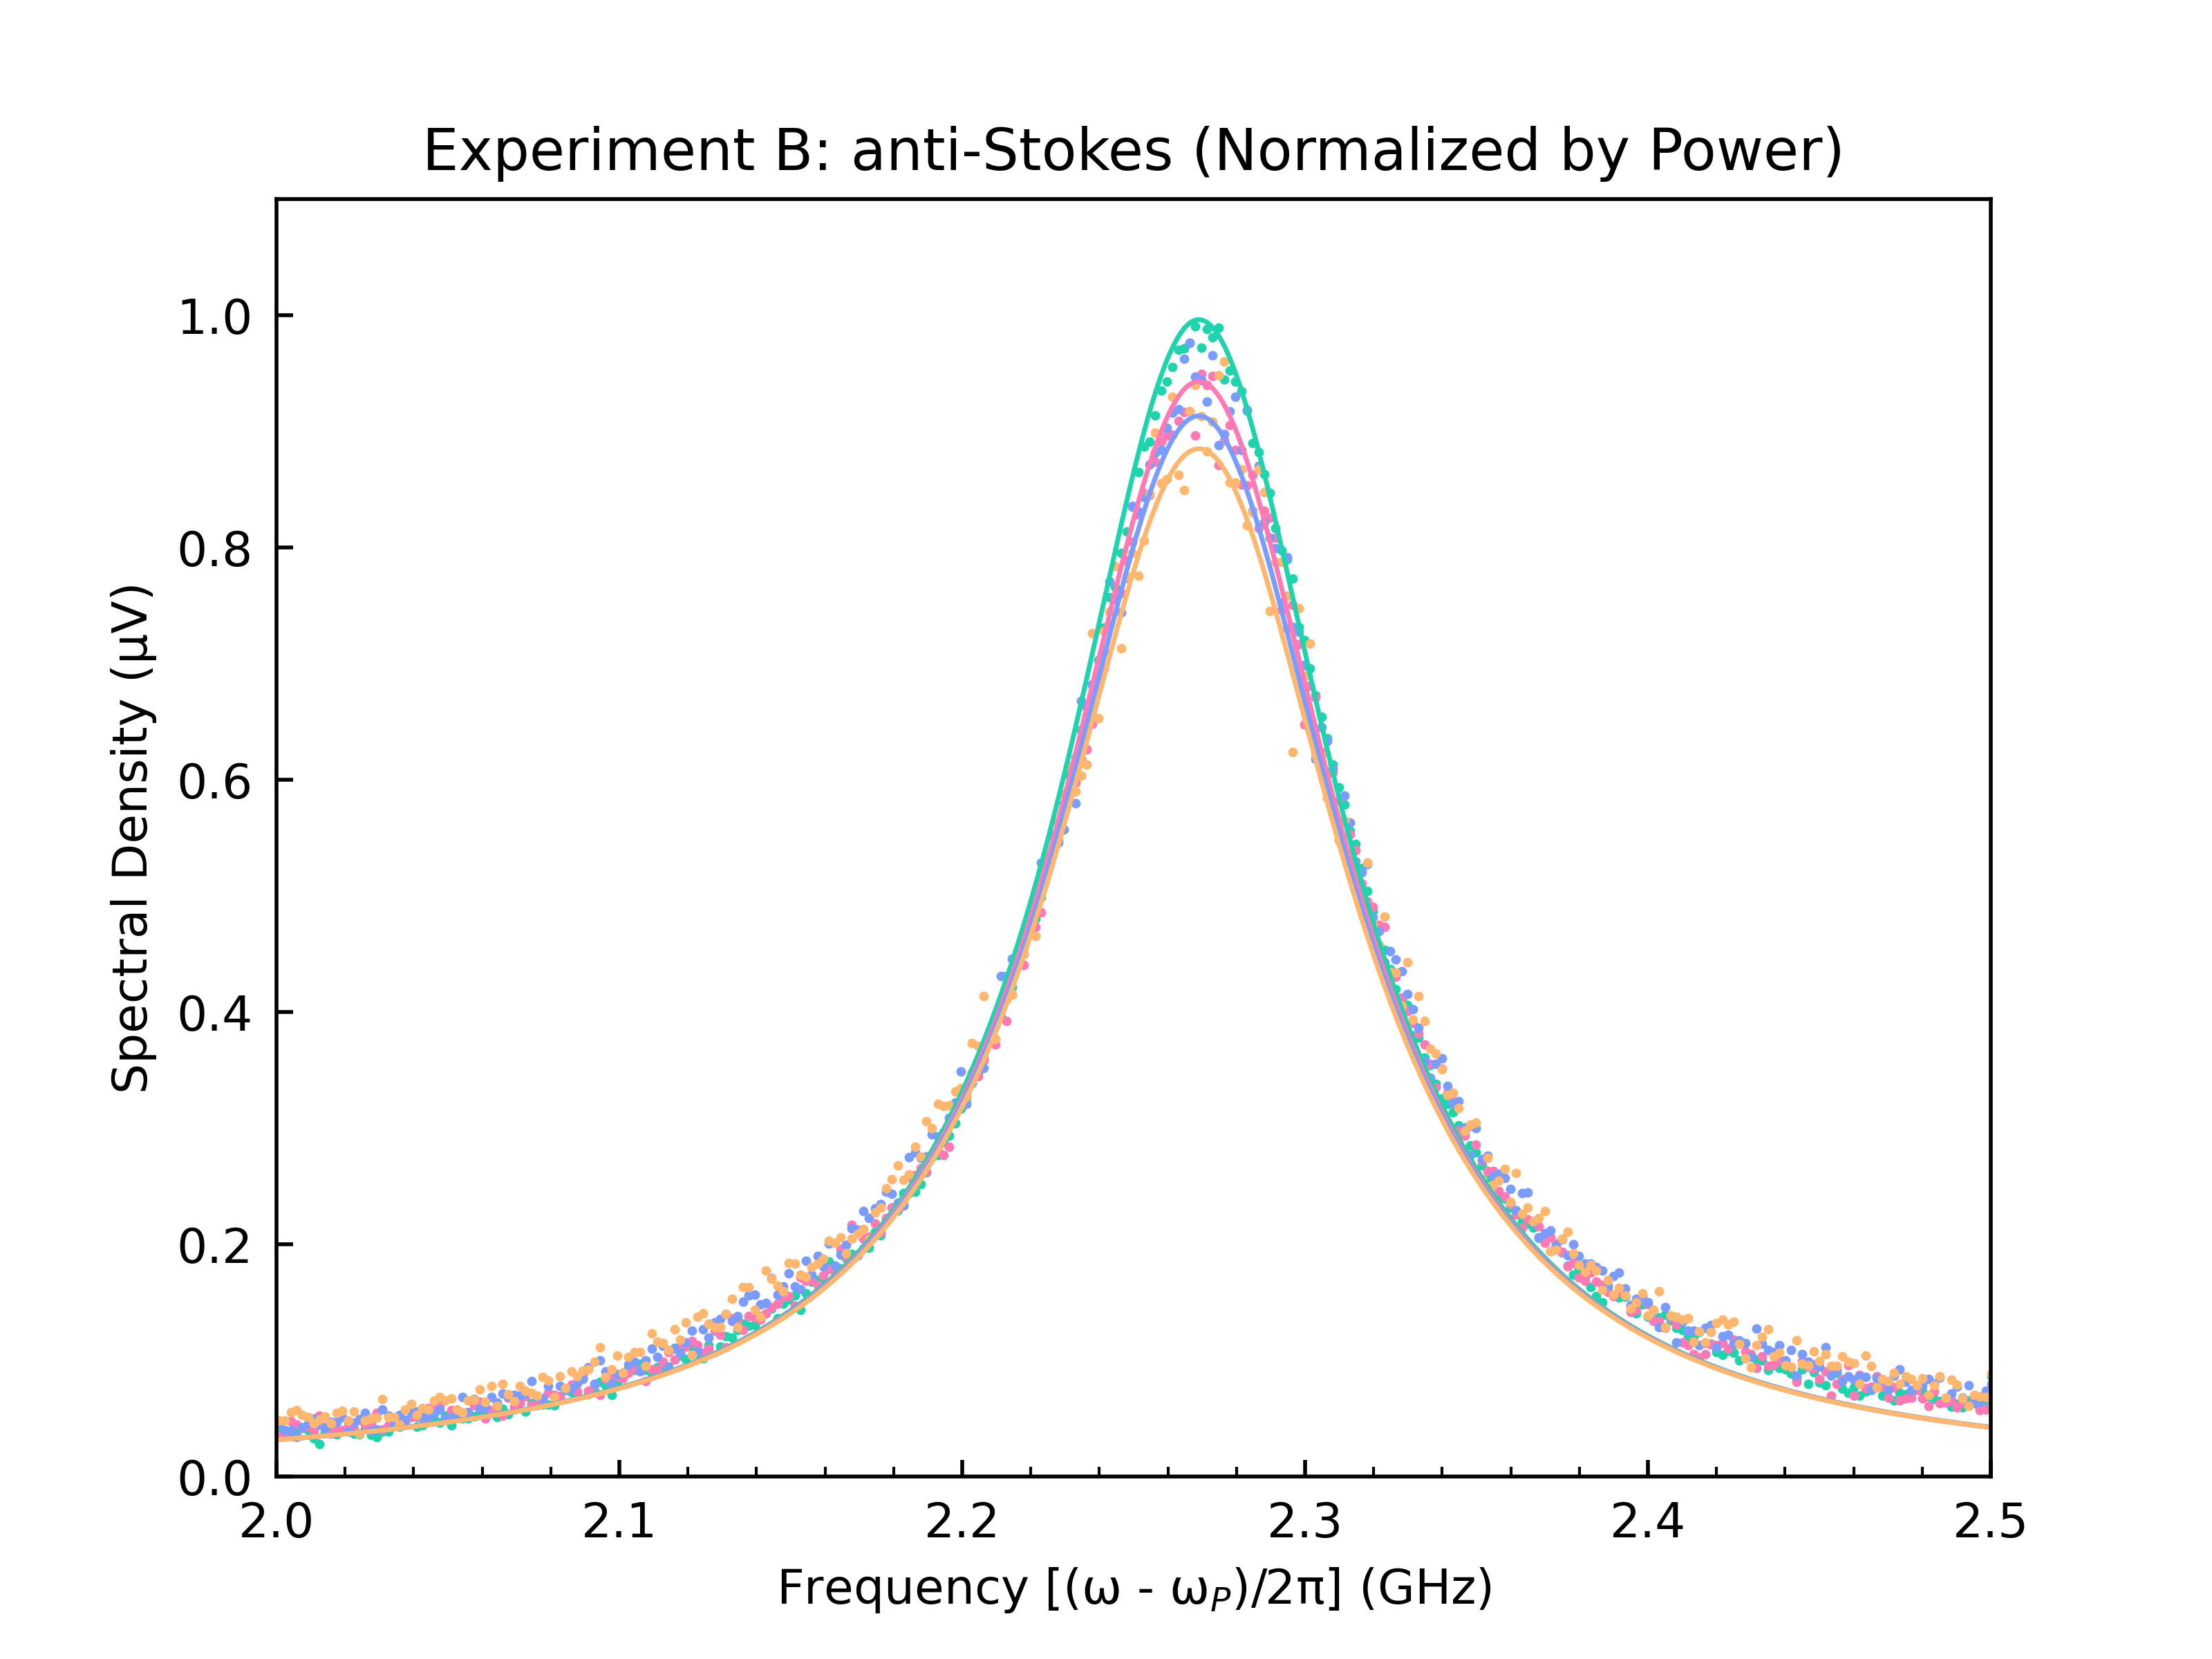 Experiment B: anti-Stokes (Normalized by Power)
Spectral Density (μV)
1.0
0.8
0.6
0.4
0.2
0.0
2.0 2.1 2.2 2.3 2.4 2.5
Frequency [(ω - ωP)/2π] (GHz)